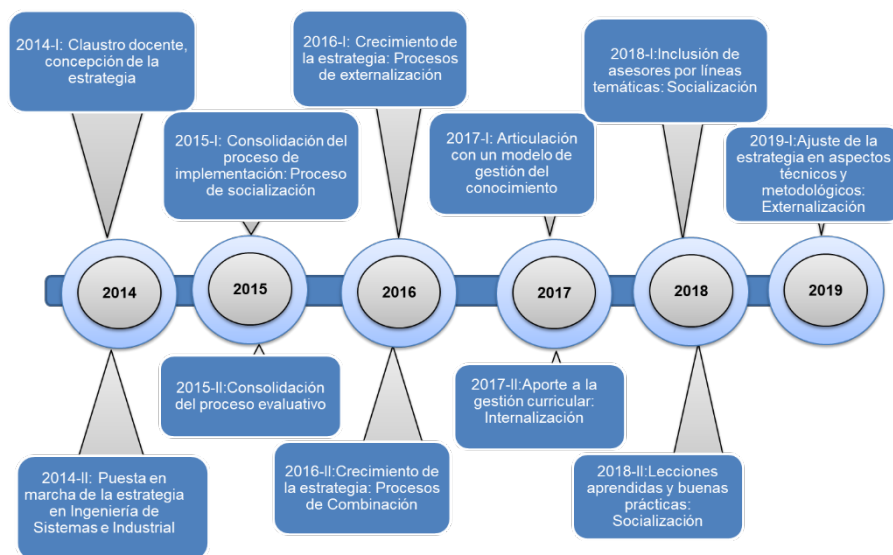 2014-I: Claustro docente,
concepción de la
estrategia
2016-I: Crecimiento de
la estrategia: Procesos
de externalización
2018-I:Inclusión de
asesores por líneas
temáticas: Socialización
2015-I: Consolidación del
proceso de
implementación: Proceso
de socialización
2017-I: Articulación
con un modelo de
gestión del
conocimiento
2019-I:Ajuste de la
estrategia en aspectos
técnicos y
metodológicos:
Externalización
2014
2015
2016
2017
2018
2019
2015-II:Consolidación
del proceso evaluativo
2017-II:Aporte a la
gestión curricular:
Internalización
2014-II: Puesta en
marcha de la estrategia
en Ingeniería de
Sistemas e Industrial
2016-II:Crecimiento de
la estrategia: Procesos
de Combinación
2018-II:Lecciones
aprendidas y buenas
prácticas:
Socialización